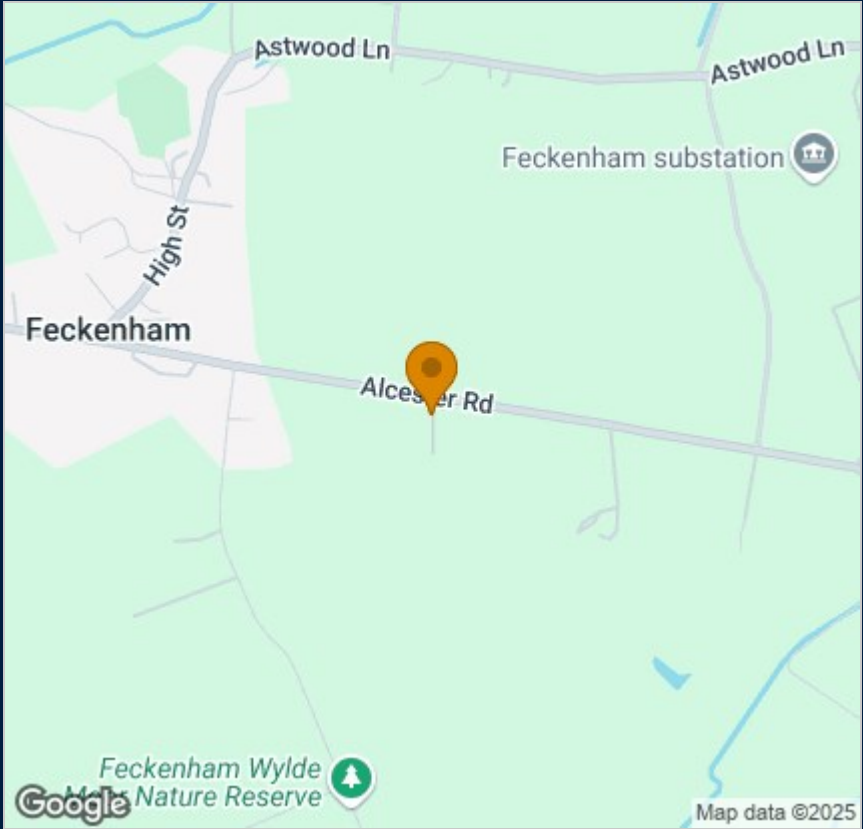 Astwood Ln
Astwood Ln
Feckenham substation
High St
Feckenham
Alcester Rd
Feckenham Wylde
Nature Reserve
Google
Map data ©2025